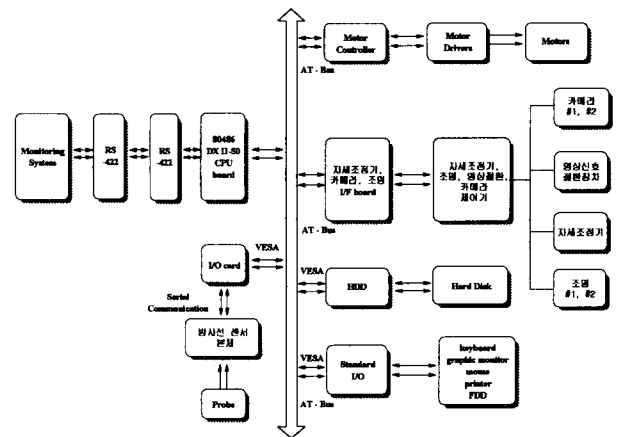 Motor
Controller
Motor
Drivers
Motors
AT - Bus
Monitoring
System
RS
-422
RS
-422
80486
DX II-50
CPU
board
자세조정기,
카메라, 조명
I/F board
자세조정기,
조명, 영상절환,
카메라
제어기
카메라
#1, #2
영상신호
절환장치
자세조정기
조명
#1, #2
AT - Bus
VESA
I/O card
VESA
HDD
Hard Disk
Serial
Communication
방사선 센서
본체
Probe
VESA
Standard
I/O
AT - Bus
keyboard
graphic monitor
mouse
printer
FDD